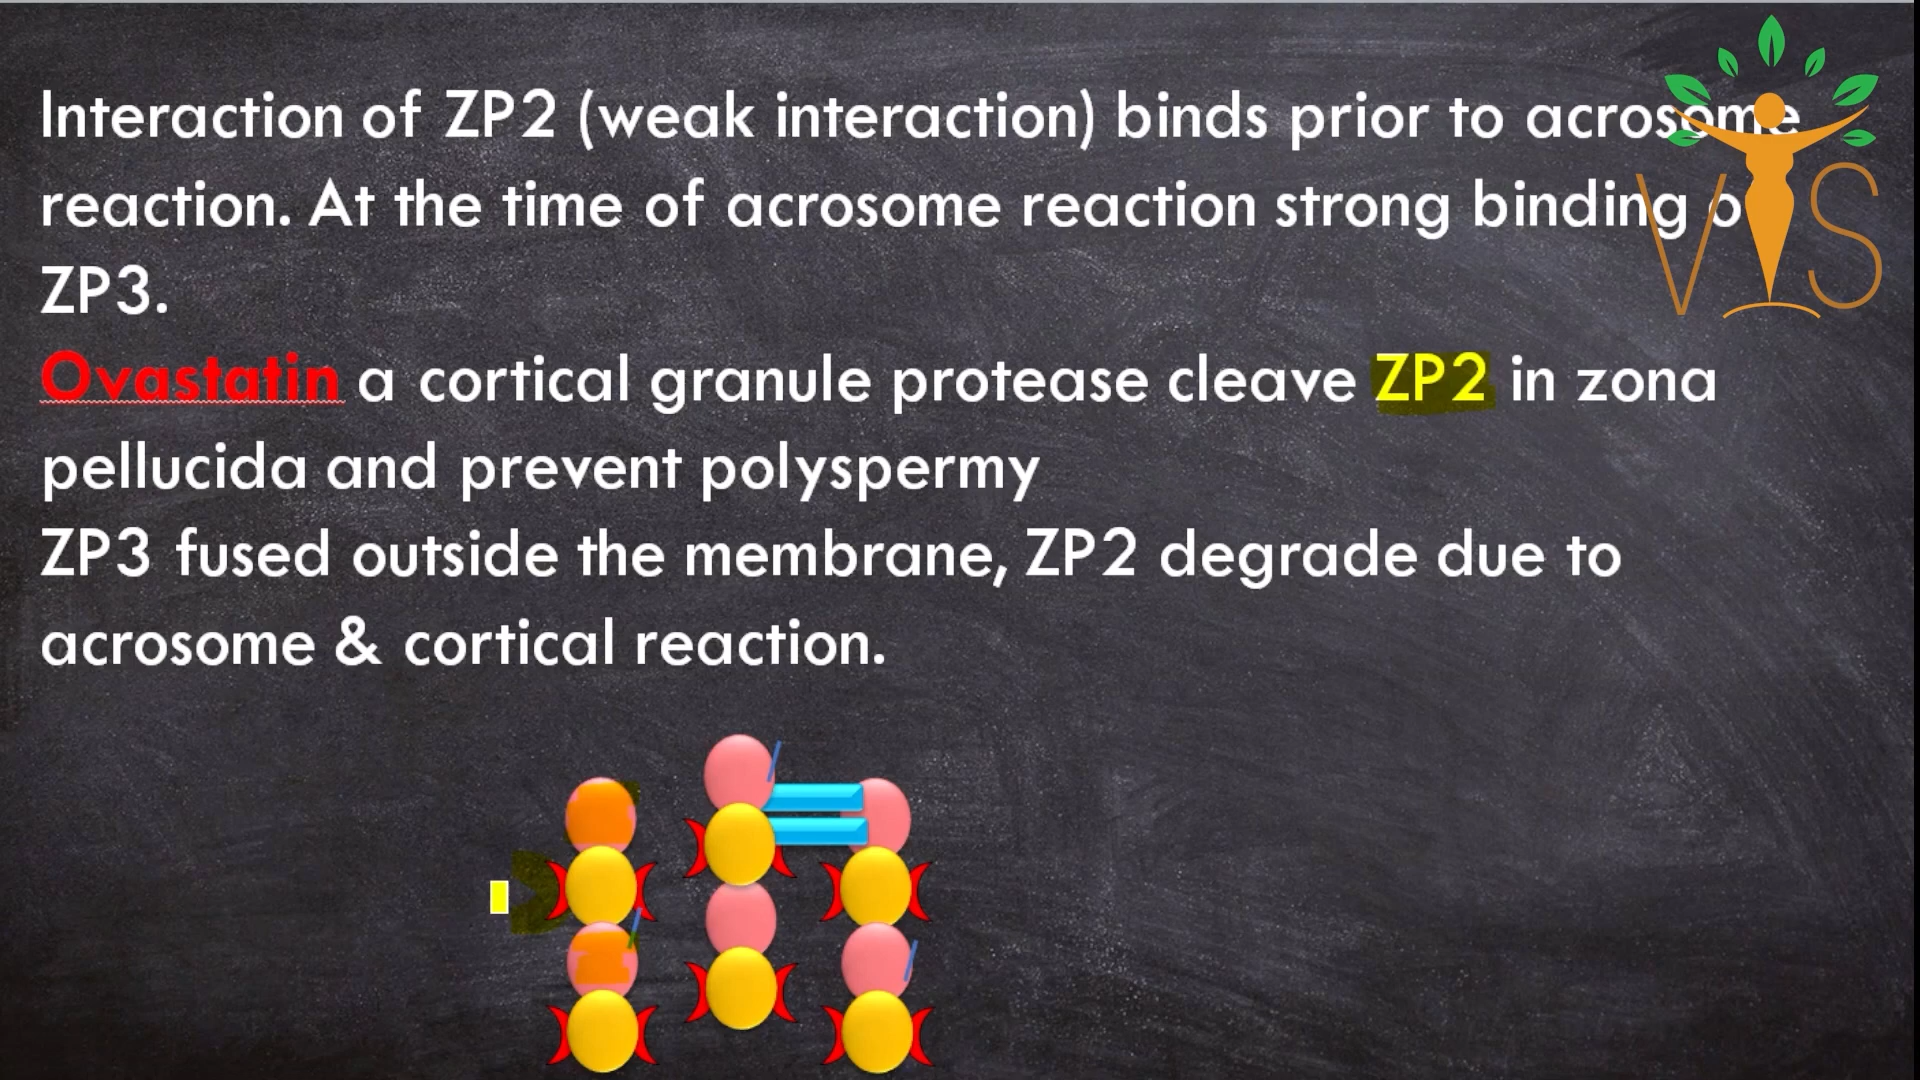 Interaction of ZP2 (weak interaction) binds prior to acrosome
reaction. At the time of acrosome reaction strong binding o
ZP3.
Ovastatin a cortical granule protease cleave ZP2 in zona
pellucida and prevent polyspermy
ZP3 fused outside the membrane, ZP2 degrade due to
acrosome & cortical reaction.
VIS